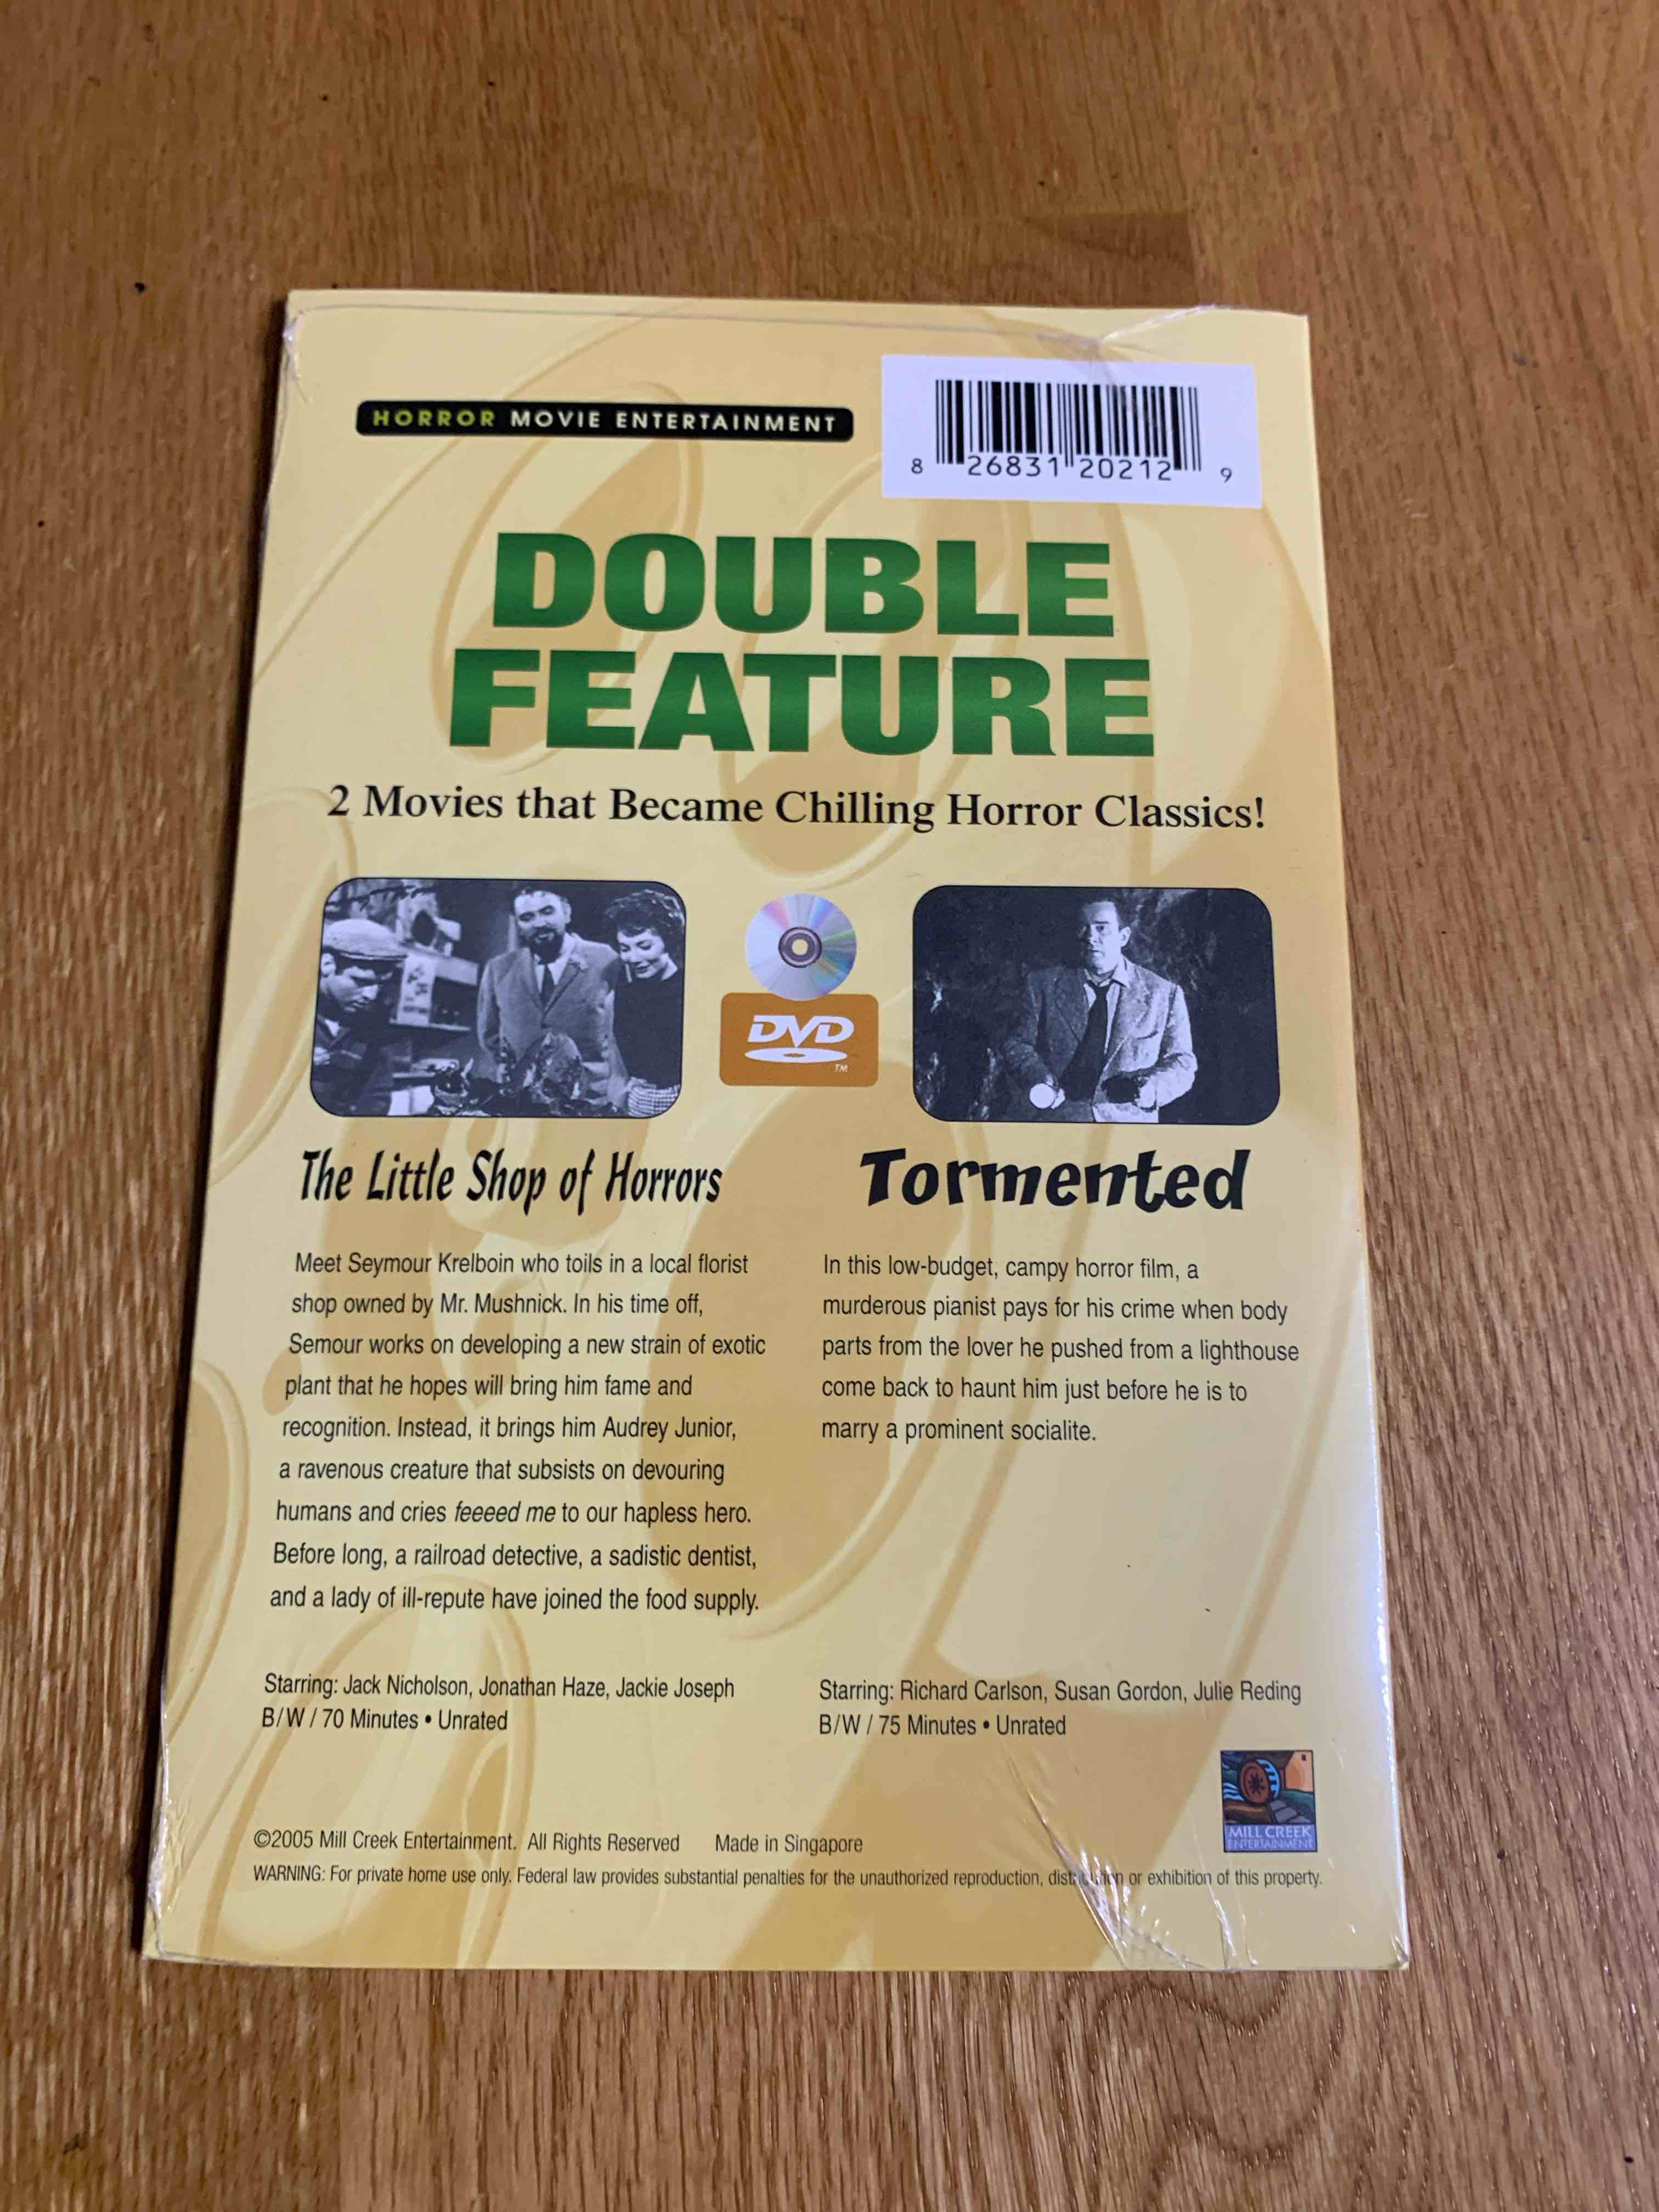 HORROR MOVIE ENTERTAINMENT
8 26831 20212 9
DOUBLE
FEATURE
2 Movies that Became Chilling Horror Classics!
DVD
TM
The Little Shop of Horrors
Meet Seymour Krelboin who toils in a local florist
shop owned by Mr. Mushnick. In his time off,
Semour works on developing a new strain of exotic
plant that he hopes will bring him fame and
recognition. Instead, it brings him Audrey Junior,
a ravenous creature that subsists on devouring
humans and cries feeeed me to our hapless hero.
Before long, a railroad detective, a sadistic dentist,
and a lady of ill-repute have joined the food supply.
Starring: Jack Nicholson, Jonathan Haze, Jackie Joseph
B/W / 70 Minutes • Unrated
Tormented
In this low-budget, campy horror film, a
murderous pianist pays for his crime when body
parts from the lover he pushed from a lighthouse
come back to haunt him just before he is to
marry a prominent socialite.
Starring: Richard Carlson, Susan Gordon, Julie Reding
B/W / 75 Minutes • Unrated
MILL CREEK
ENTERTAINMENT
©2005 Mill Creek Entertainment. All Rights Reserved Made in Singapore
WARNING: For private home use only. Federal law provides substantial penalties for the unauthorized reproduction, distribution or exhibition of this property.